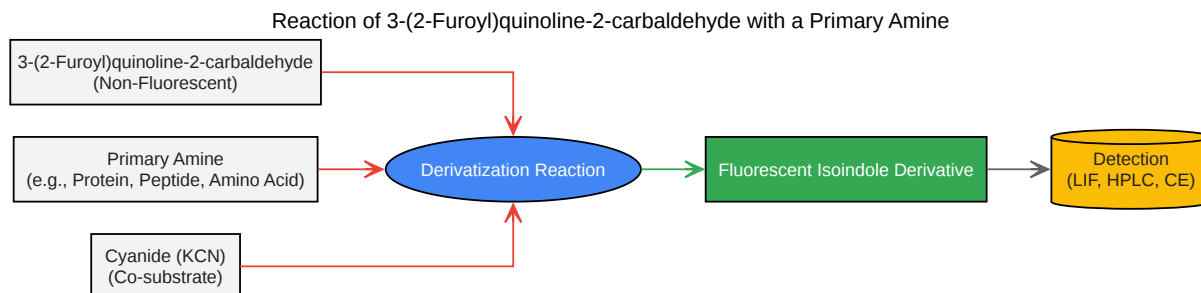 Reaction of 3-(2-Furoyl)quinoline-2-carbaldehyde with a Primary Amine
3-(2-Furoyl)quinoline-2-carbaldehyde
(Non-Fluorescent)
Primary Amine
(e.g., Protein, Peptide, Amino Acid)
Cyanide (KCN)
(Co-substrate)
Derivatization Reaction
Fluorescent Isoindole Derivative
Detection
(LIF, HPLC, CE)